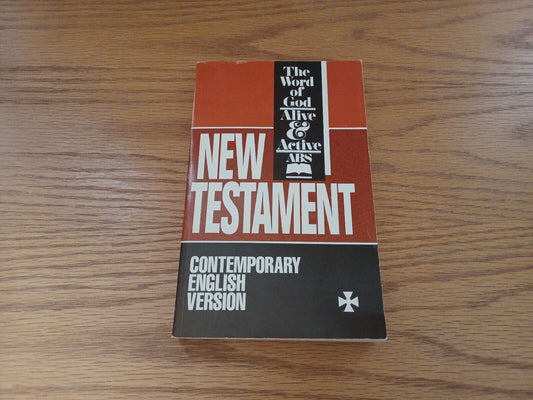 The
Word
of
God
Alive
&
Active
ABS
NEW
TESTAMENT
CONTEMPORARY
ENGLISH
VERSION